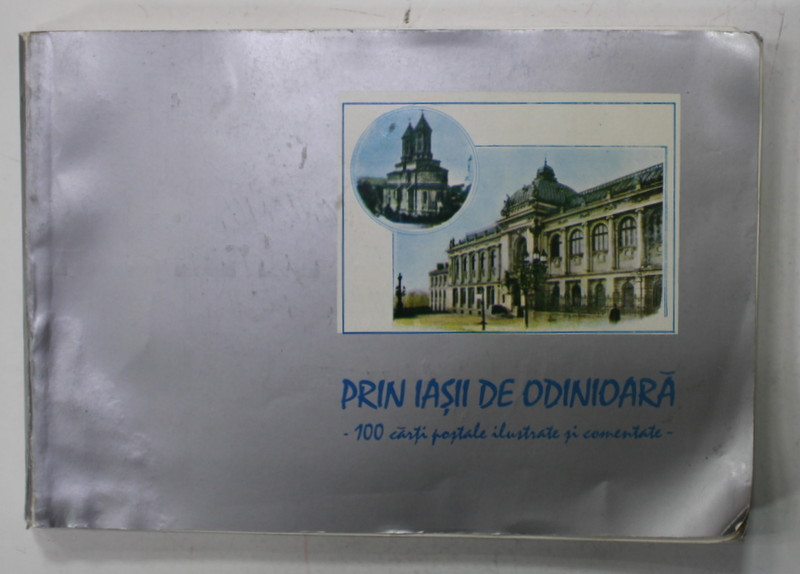 PRIN IAȘII DE ODINIOARĂ
- 100 cărți poștale ilustrate și comentate -